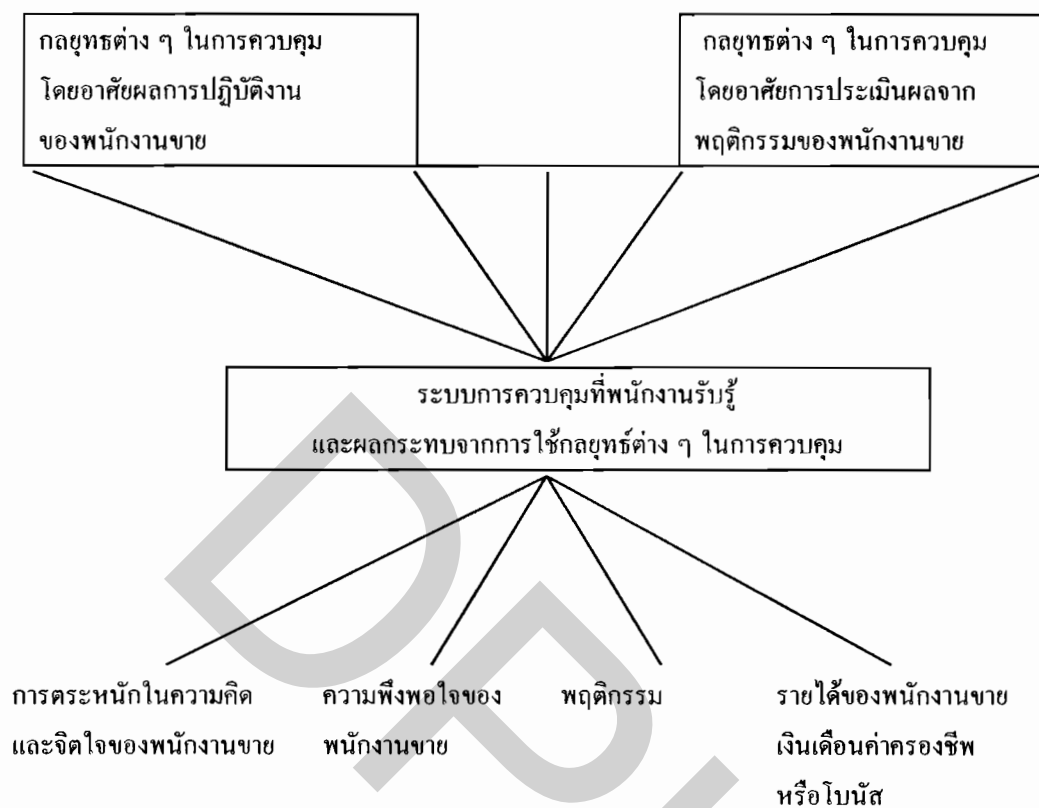 กลยุทธต่าง ๆ ในการควบคุม
โดยอาศัยผลการปฏิบัติงาน
ของพนักงานขาย
กลยุทธต่าง ๆ ในการควบคุม
โดยอาศัยการประเมินผลจาก
พฤติกรรมของพนักงานขาย
ระบบการควบคุมที่พนักงานรับรู้
และผลกระทบจากการใช้กลยุทธ์ต่าง ๆ ในการควบคุม
การตระหนักในความคิด
และจิตใจของพนักงานขาย
ความพึงพอใจของ
พนักงานขาย
พฤติกรรม
รายได้ของพนักงานขาย
เงินเดือนค่าครองชีพ
หรือโบนัส